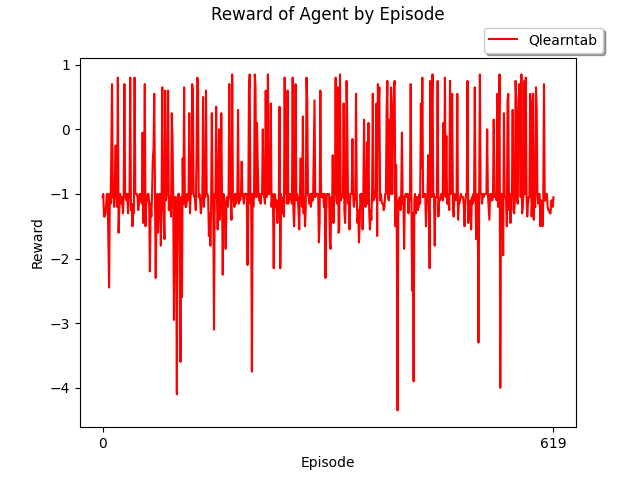 Reward of Agent by Episode
Qlearntab
1
0
−1
−2
−3
−4
Reward
0
619
Episode